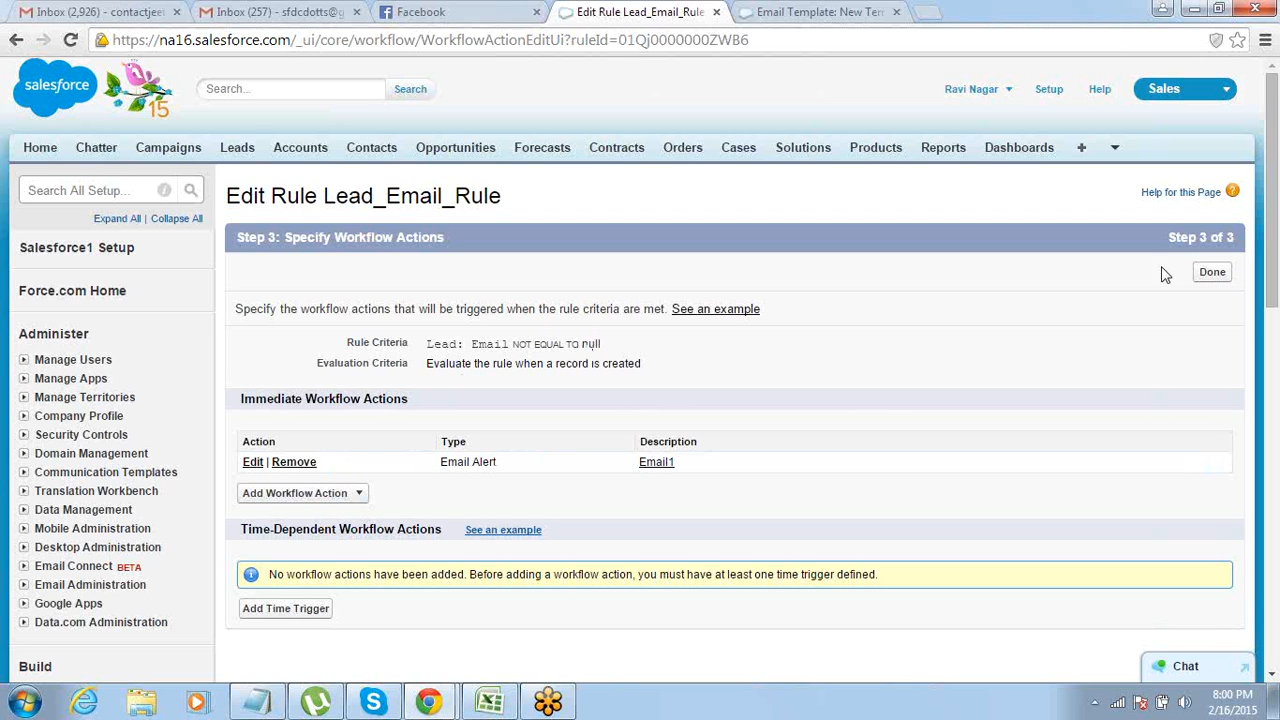 Inbox (2,926) - contactjee
Inbox (257) - sfdcdotts@g
Facebook
Edit Rule Lead_Email_Rule
Email Template: New Ter
https://na16.salesforce.com/_ui/core/workflow/WorkflowActionEditUi?ruleId=01Qj0000000ZWB6
salesforce
15
Search...
Search
Ravi Nagar
Setup
Help
Sales
Home Chatter Campaigns Leads Accounts Contacts Opportunities Forecasts Contracts Orders Cases Solutions Products Reports Dashboards +
Search All Setup...
Expand All | Collapse All
Salesforce1 Setup
Force.com Home
Administer
Manage Users
Manage Apps
Manage Territories
Company Profile
Security Controls
Domain Management
Communication Templates
Translation Workbench
Data Management
Mobile Administration
Desktop Administration
Email Connect BETA
Email Administration
Google Apps
Data.com Administration
Build
Edit Rule Lead_Email_Rule
Help for this Page ?
Step 3: Specify Workflow Actions
Step 3 of 3
Done
Specify the workflow actions that will be triggered when the rule criteria are met. See an example
Rule Criteria Lead: Email NOT EQUAL TO null
Evaluation Criteria Evaluate the rule when a record is created
Immediate Workflow Actions
Action Type Description
Edit | Remove Email Alert Email1
Add Workflow Action
Time-Dependent Workflow Actions See an example
No workflow actions have been added. Before adding a workflow action, you must have at least one time trigger defined.
Add Time Trigger
Chat
8:00 PM
2/16/2015